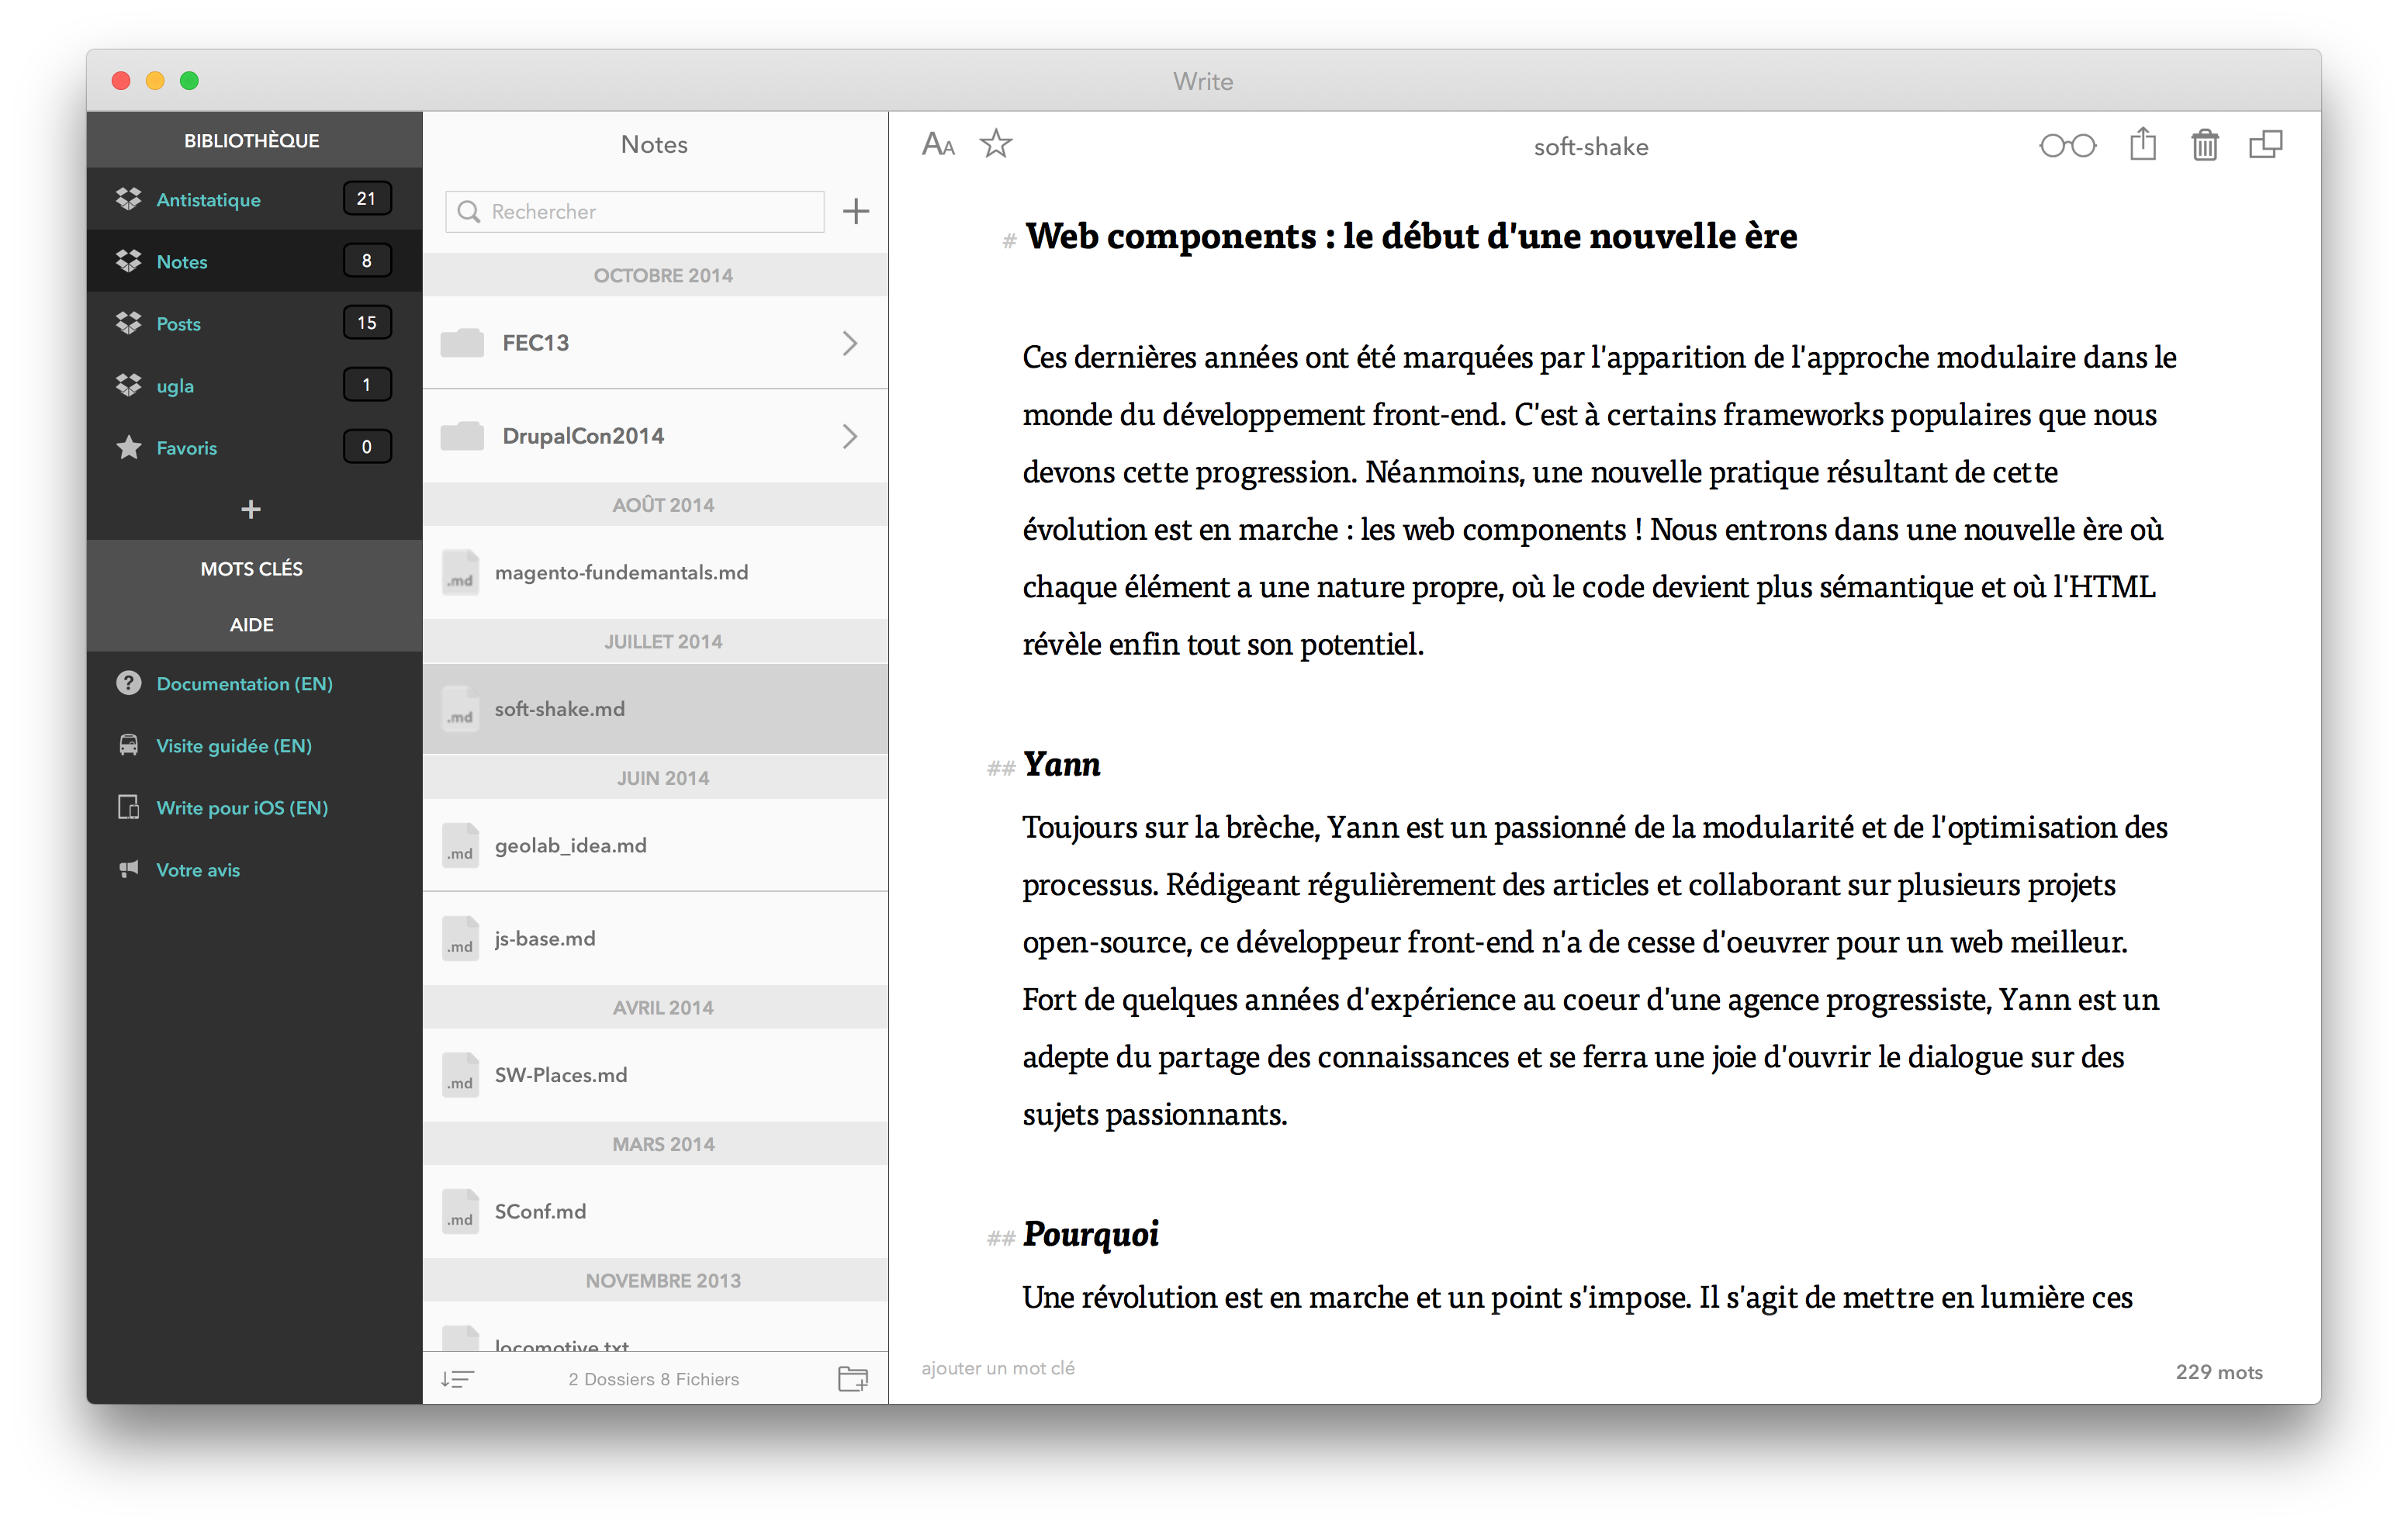 Write
BIBLIOTHÈQUE
Antistatique 21
Notes 8
Posts 15
ugla 1
Favoris 0
+
MOTS CLÉS
AIDE
Documentation (EN)
Visite guidée (EN)
Write pour iOS (EN)
Votre avis
Notes
Rechercher
OCTOBRE 2014
FEC13
DrupalCon2014
AOÛT 2014
.md magento-fundemantals.md
JUILLET 2014
.md soft-shake.md
JUIN 2014
.md geolab_idea.md
.md js-base.md
AVRIL 2014
.md SW-Places.md
MARS 2014
.md SConf.md
NOVEMBRE 2013
locomotive.txt
2 Dossiers 8 Fichiers
AA
soft-shake
# Web components : le début d'une nouvelle ère
Ces dernières années ont été marquées par l'apparition de l'approche modulaire dans le
monde du développement front-end. C'est à certains frameworks populaires que nous
devons cette progression. Néanmoins, une nouvelle pratique résultant de cette
évolution est en marche : les web components ! Nous entrons dans une nouvelle ère où
chaque élément a une nature propre, où le code devient plus sémantique et où l'HTML
révèle enfin tout son potentiel.
## Yann
Toujours sur la brèche, Yann est un passionné de la modularité et de l'optimisation des
processus. Rédigeant régulièrement des articles et collaborant sur plusieurs projets
open-source, ce développeur front-end n'a de cesse d'oeuvrer pour un web meilleur.
Fort de quelques années d'expérience au coeur d'une agence progressiste, Yann est un
adepte du partage des connaissances et se ferra une joie d'ouvrir le dialogue sur des
sujets passionnants.
## Pourquoi
Une révolution est en marche et un point s'impose. Il s'agit de mettre en lumière ces
ajouter un mot clé
229 mots